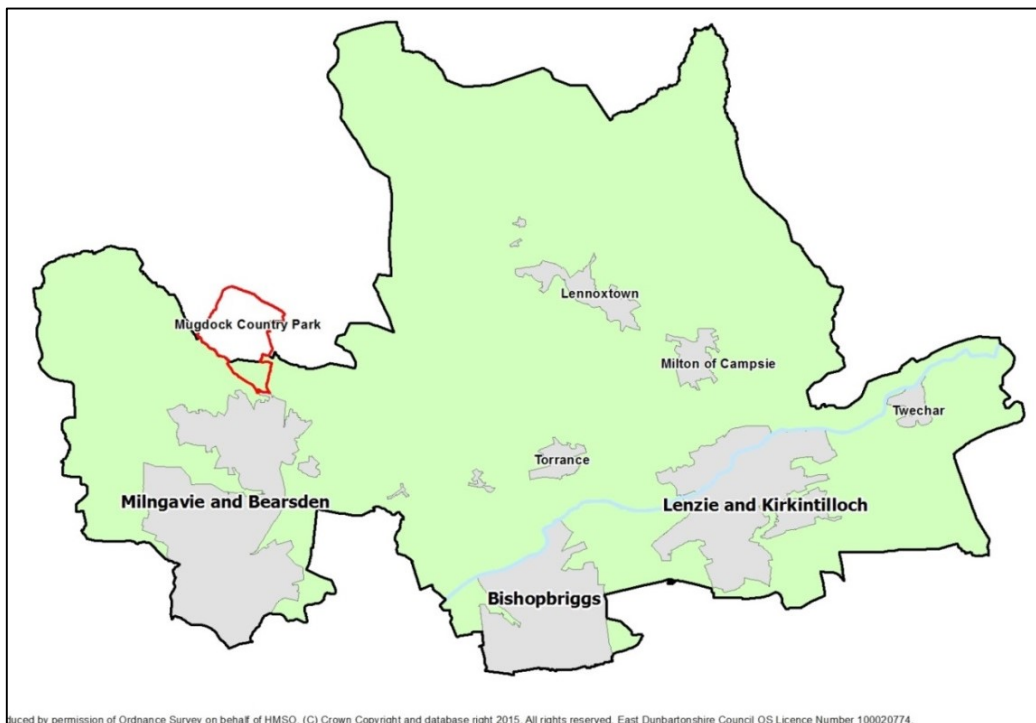 Lennoxtown
Mugdock Country Park
Milton of Campsie
Twechar
Torrance
Milngavie and Bearsden
Lenzie and Kirkintilloch
Bishopbriggs
duced by permission of Ordnance Survey on behalf of HMSO. (C) Crown Copyright and database right 2015. All rights reserved. East Dunbartonshire Council OS Licence Number 100020774.